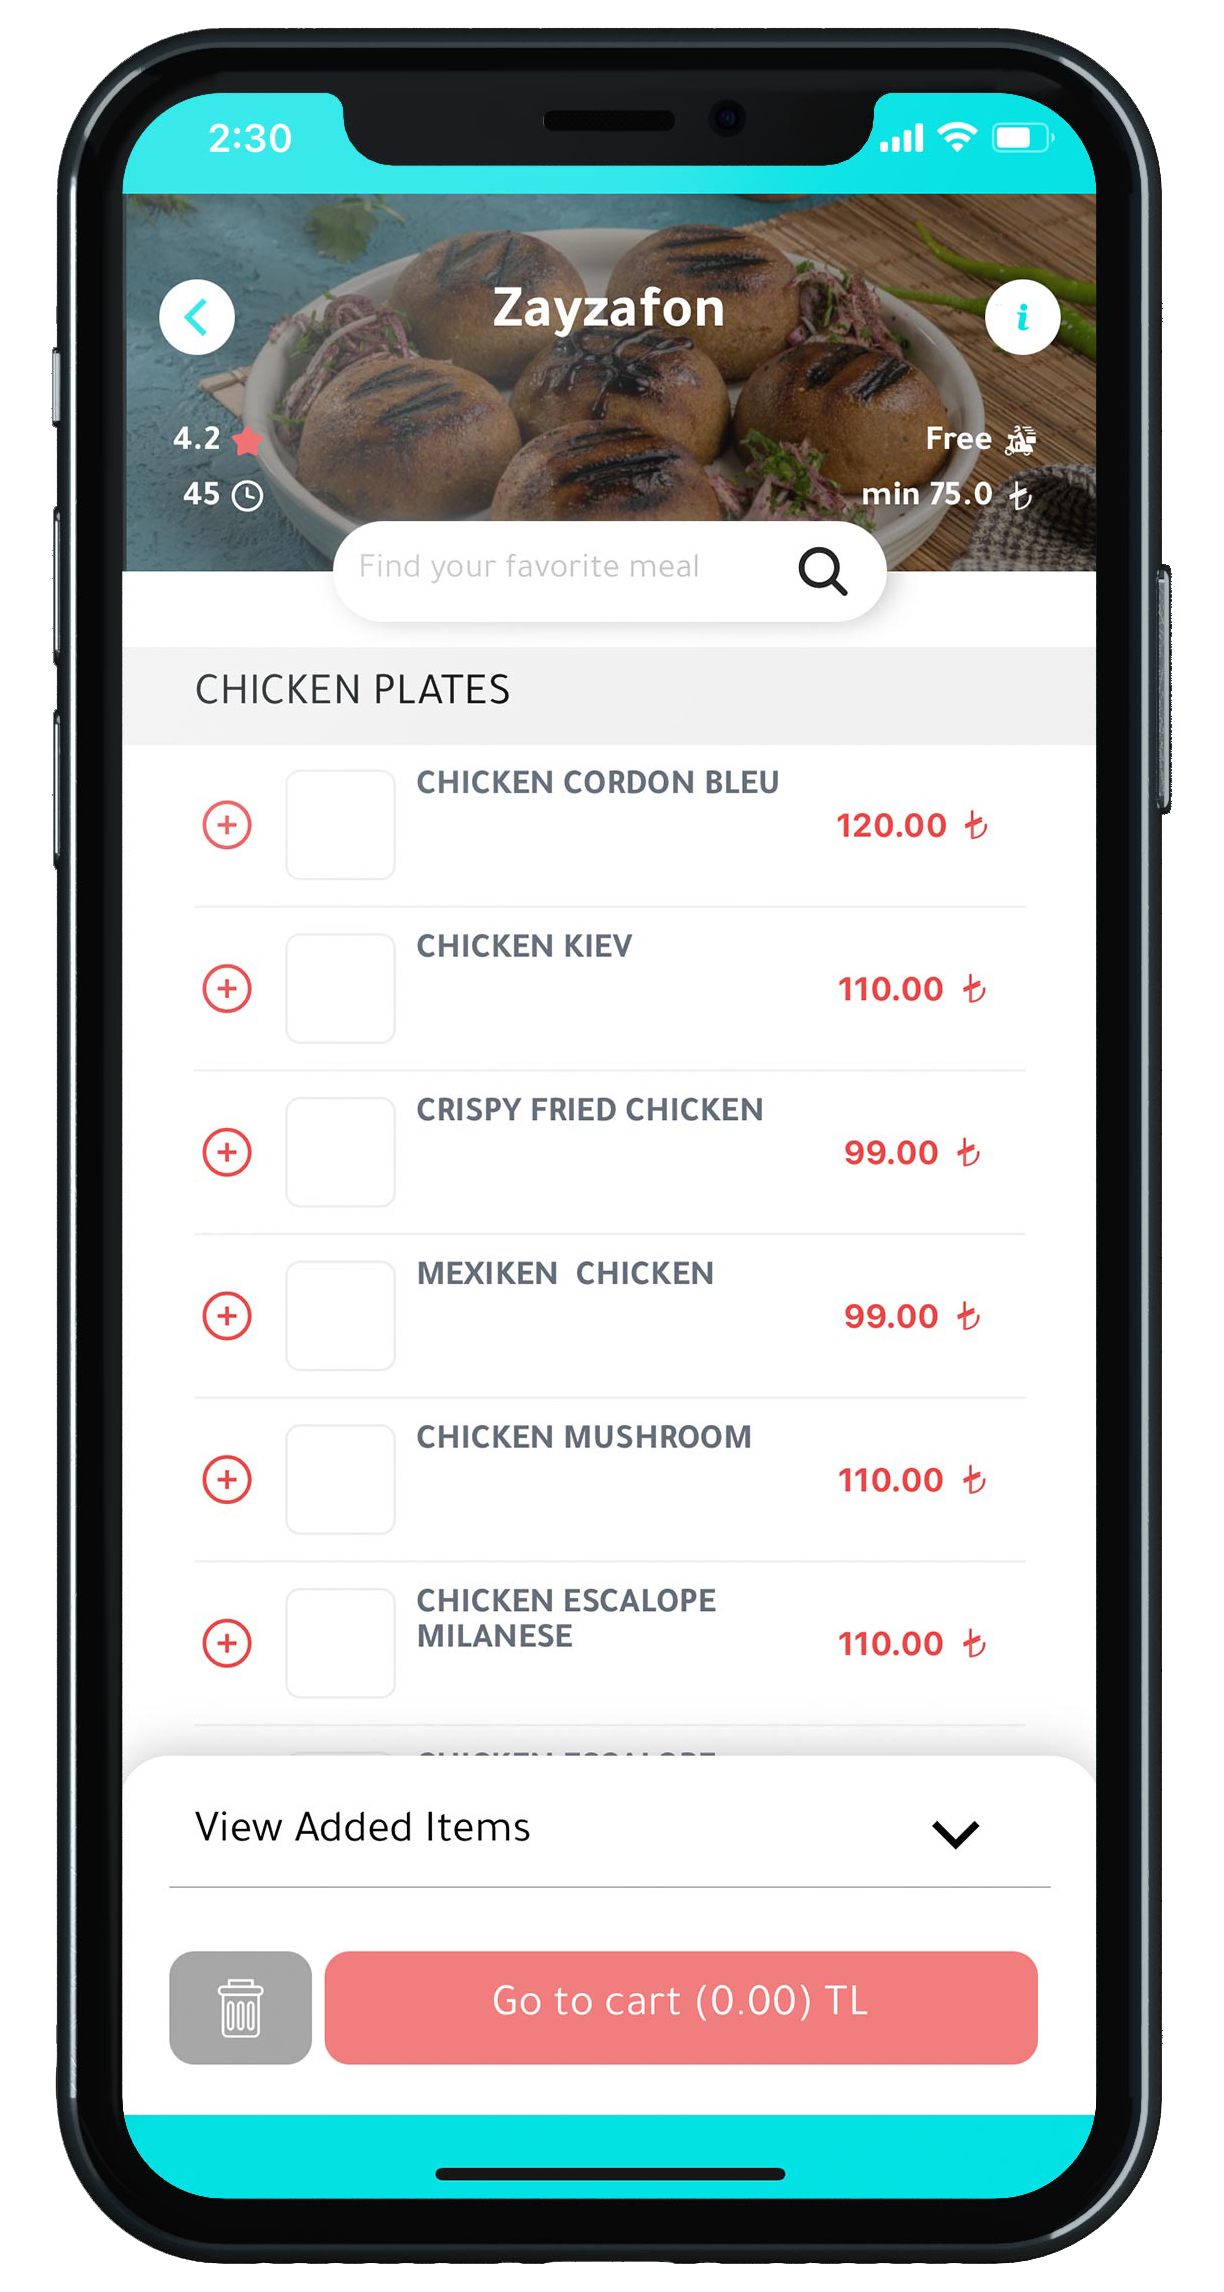 2:30
Zayzafon
i
4.2
Free
45
min 75.0 ₺
Find your favorite meal
CHICKEN PLATES
CHICKEN CORDON BLEU
120.00 ₺
CHICKEN KIEV
110.00 ₺
CRISPY FRIED CHICKEN
99.00 ₺
MEXIKEN  CHICKEN
99.00 ₺
CHICKEN MUSHROOM
110.00 ₺
CHICKEN ESCALOPE
MILANESE
110.00 ₺
CHICKEN ESCALOPE
View Added Items
Go to cart (0.00) TL